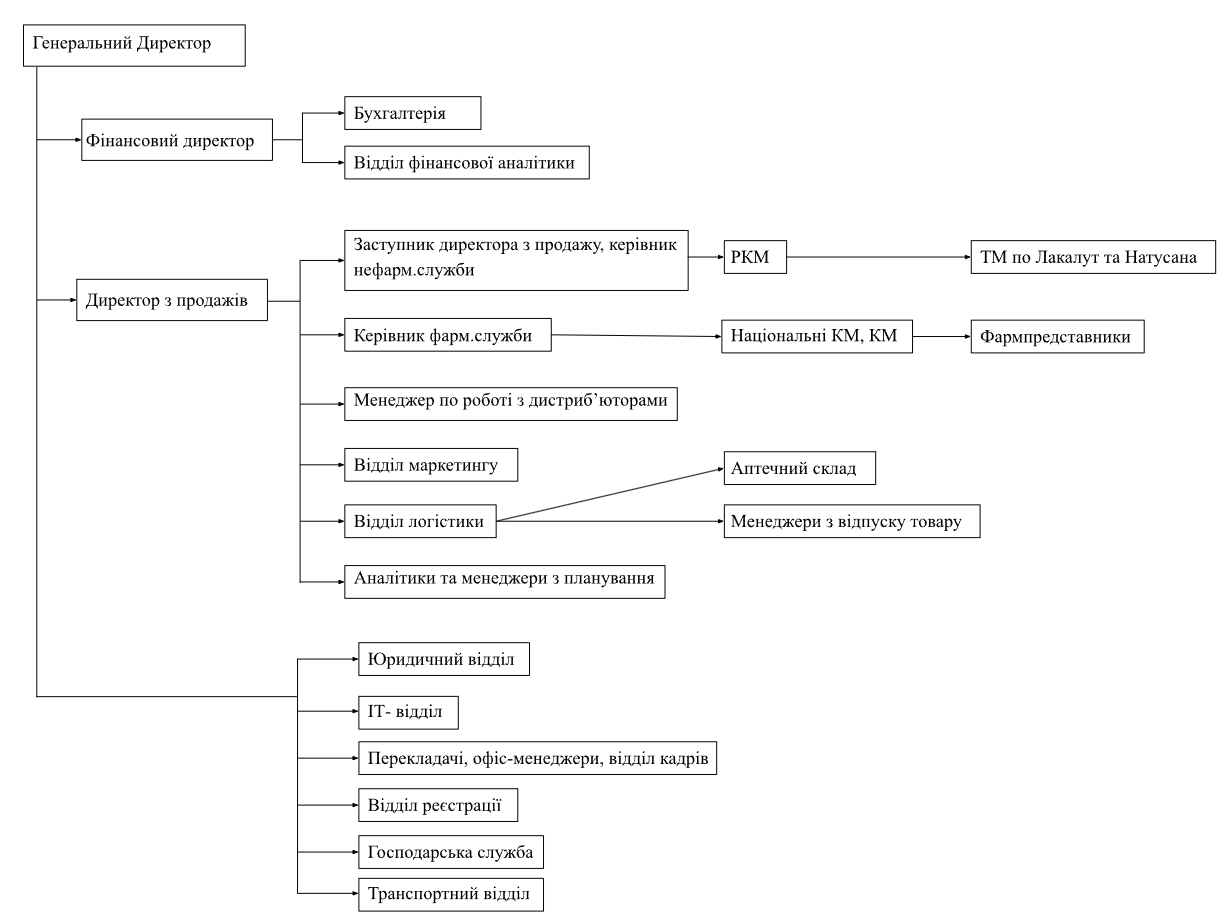 Генеральний Директор
Фінансовий директор
Бухгалтерія
Відділ фінансової аналітики
Директор з продажів
Заступник директора з продажу, керівник
нефарм.служби
РКМ
ТМ по Лакалут та Натусана
Керівник фарм.служби
Національні КМ, КМ
Фармпредставники
Менеджер по роботі з дистриб’юторами
Відділ маркетингу
Відділ логістики
Аптечний склад
Менеджери з відпуску товару
Аналітики та менеджери з планування
Юридичний відділ
ІТ- відділ
Перекладачі, офіс-менеджери, відділ кадрів
Відділ реєстрації
Господарська служба
Транспортний відділ